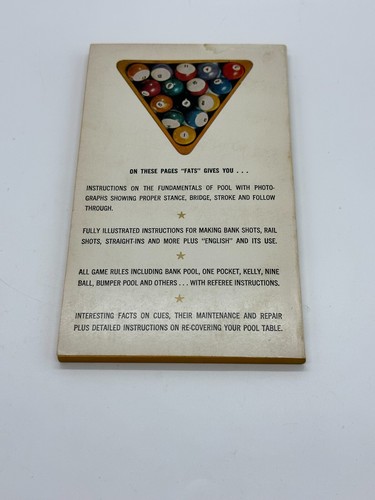 ON THESE PAGES "FATS" GIVES YOU . . .
INSTRUCTIONS ON THE FUNDAMENTALS OF POOL WITH PHOTO-
GRAPHS SHOWING PROPER STANCE, BRIDGE, STROKE AND FOLLOW
THROUGH.
FULLY ILLUSTRATED INSTRUCTIONS FOR MAKING BANK SHOTS, RAIL
SHOTS, STRAIGHT-INS AND MORE PLUS "ENGLISH" AND ITS USE.
ALL GAME RULES INCLUDING BANK POOL, ONE POCKET, KELLY, NINE
BALL, BUMPER POOL AND OTHERS . . . WITH REFEREE INSTRUCTIONS.
INTERESTING FACTS ON CUES, THEIR MAINTENANCE AND REPAIR
PLUS DETAILED INSTRUCTIONS ON RE-COVERING YOUR POOL TABLE.